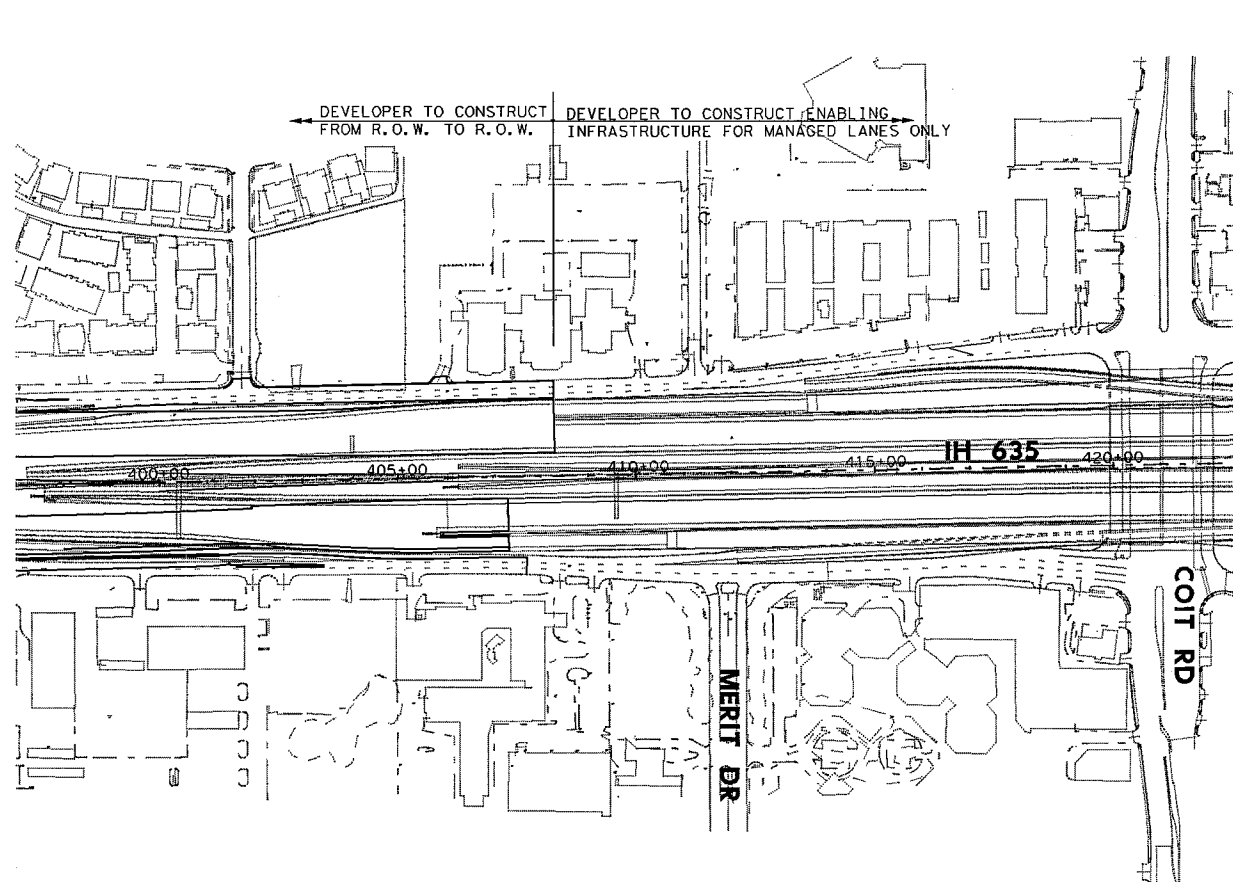 DEVELOPER TO CONSTRUCT
FROM R.O.W. TO R.O.W.
DEVELOPER TO CONSTRUCT ENABLING
INFRASTRUCTURE FOR MANAGED LANES ONLY
IH 635
400+00
405+00
410+00
415+00
420+00
COIT RD
MERIT DR